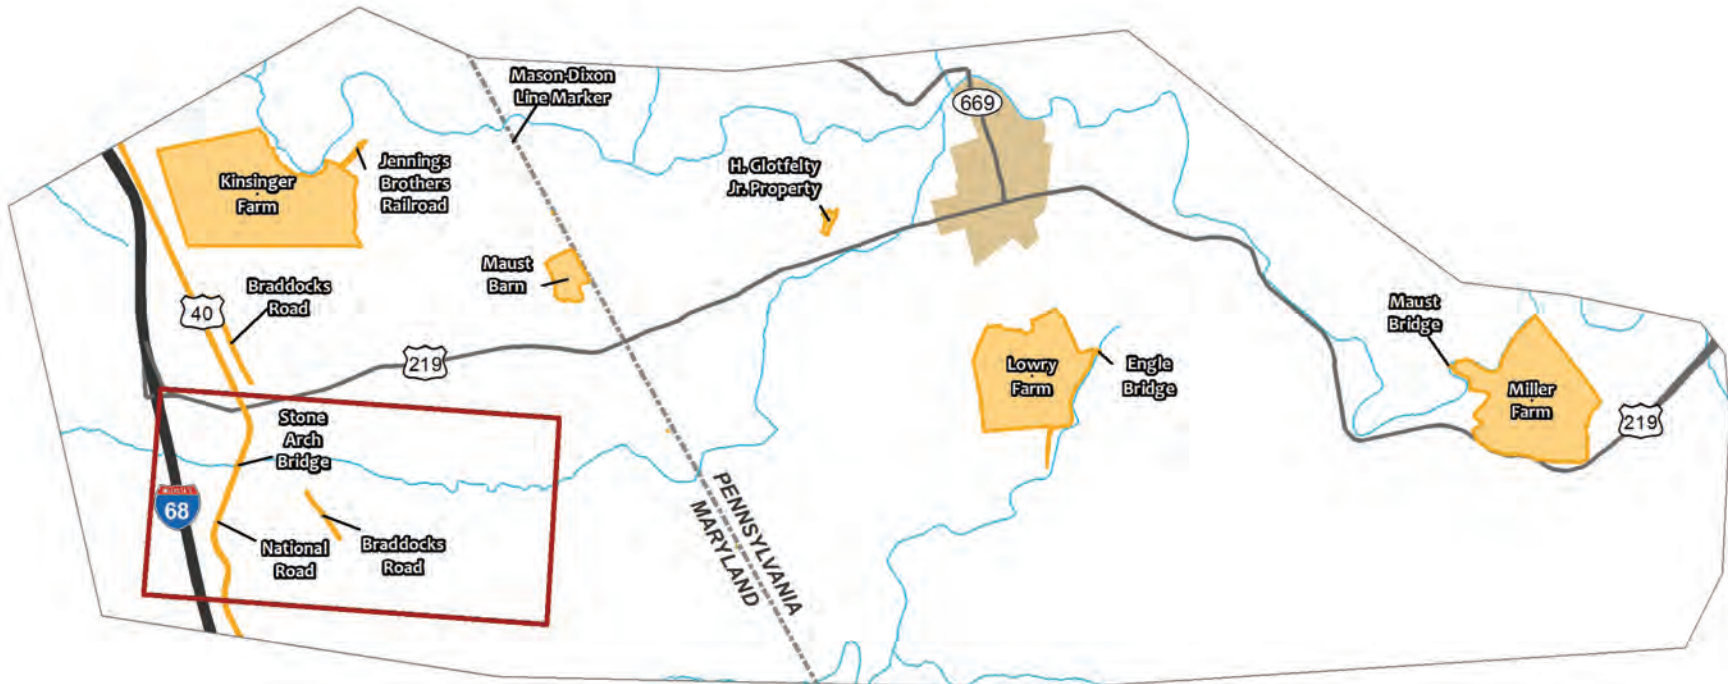 Mason-Dixon
Line Marker
669
Jennings
Brothers
Railroad
Kinsinger
Farm
H. Glotfelty
Jr. Property
Maust
Barn
Braddocks
Road
40
219
Maust
Bridge
Lowry
Farm
Engle
Bridge
Miller
Farm
219
Stone
Arch
Bridge
68
National
Road
Braddocks
Road
PENNSYLVANIA
MARYLAND